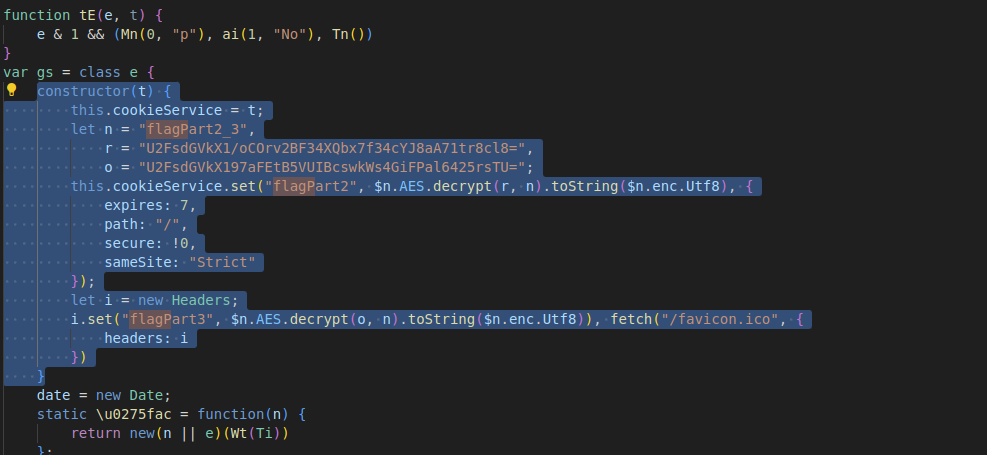 function tE(e, t) {
    e & 1 && (Mn(0, "p"), ai(1, "No"), Tn())
}
var gs = class e {
    constructor(t) {
        this.cookieService = t;
        let n = "flagPart2_3",
            r = "U2FsdGVkX1/oCOrv2BF34XQbx7f34cYJ8aA71tr8cl8=",
            o = "U2FsdGVkX197aFEtB5VUIBcswkWs4GiFPal6425rsTU=";
        this.cookieService.set("flagPart2", $n.AES.decrypt(r, n).toString($n.enc.Utf8), {
            expires: 7,
            path: "/",
            secure: !0,
            sameSite: "Strict"
        });
        let i = new Headers;
        i.set("flagPart3", $n.AES.decrypt(o, n).toString($n.enc.Utf8)), fetch("/favicon.ico", {
            headers: i
        })
    }
    date = new Date;
    static \u0275fac = function(n) {
        return new(n || e)(Wt(Ti))
    };